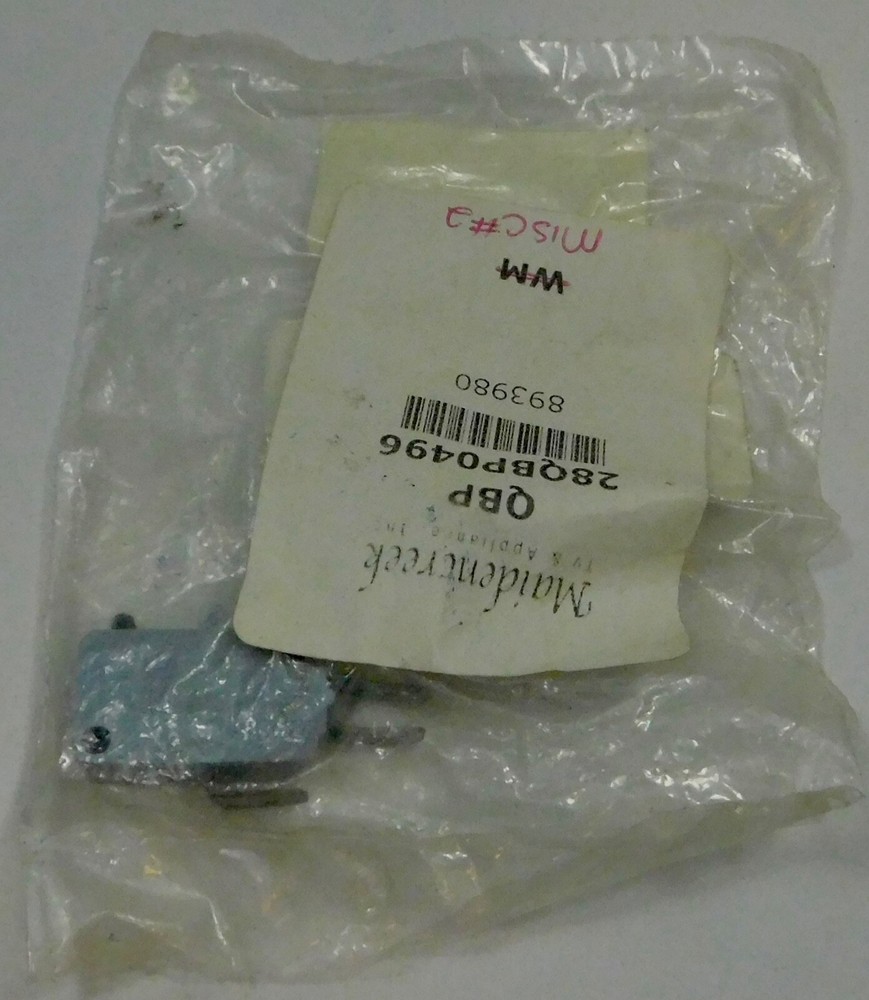 Maidencreek
TV & Appliance, Inc
QBP
28QBP0496
893980
WM
MISC#2